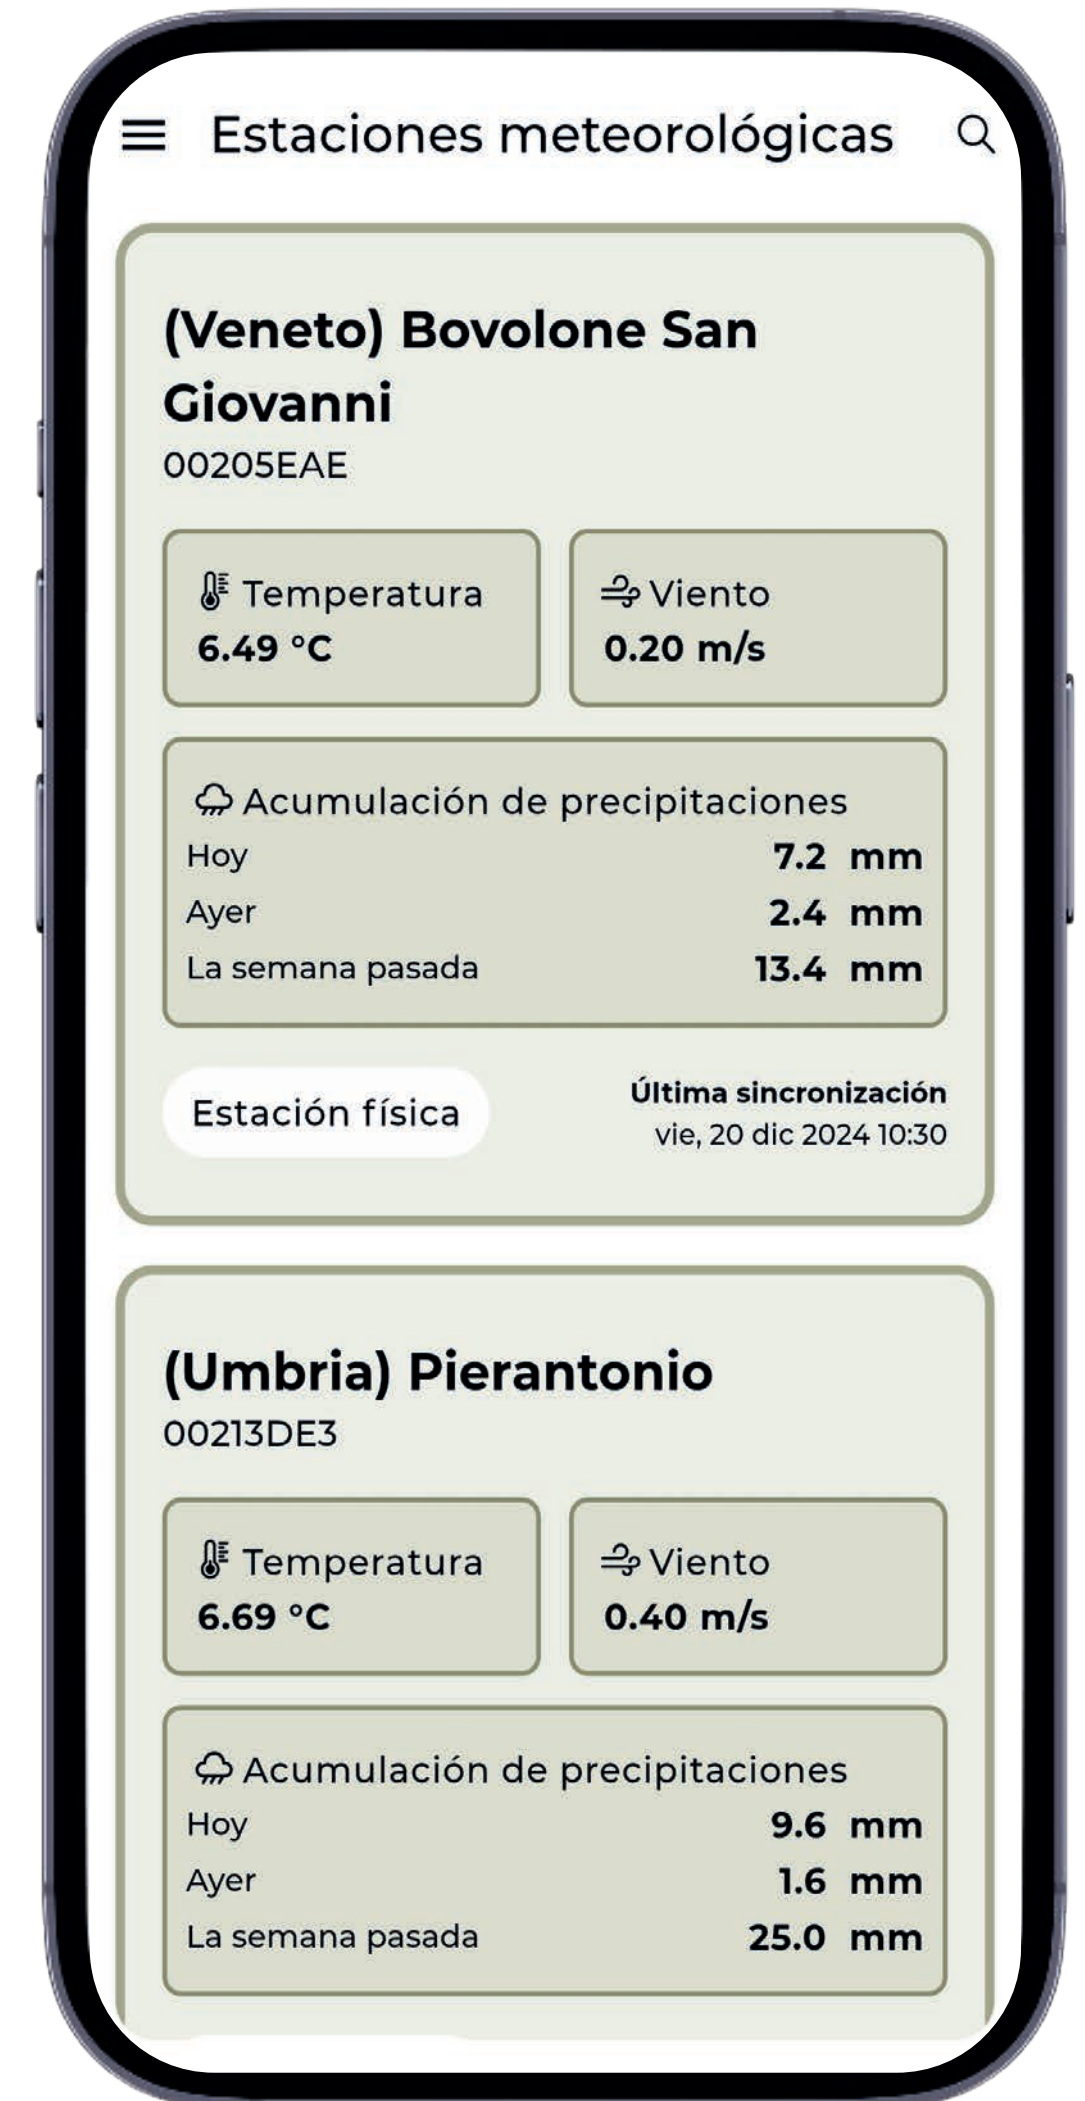 Estaciones meteorológicas
(Veneto) Bovolone San
Giovanni
00205EAE
Temperatura
6.49 °C
Viento
0.20 m/s
Acumulación de precipitaciones
Hoy 7.2 mm
Ayer 2.4 mm
La semana pasada 13.4 mm
Estación física
Última sincronización
vie, 20 dic 2024 10:30
(Umbria) Pierantonio
00213DE3
Temperatura
6.69 °C
Viento
0.40 m/s
Acumulación de precipitaciones
Hoy 9.6 mm
Ayer 1.6 mm
La semana pasada 25.0 mm